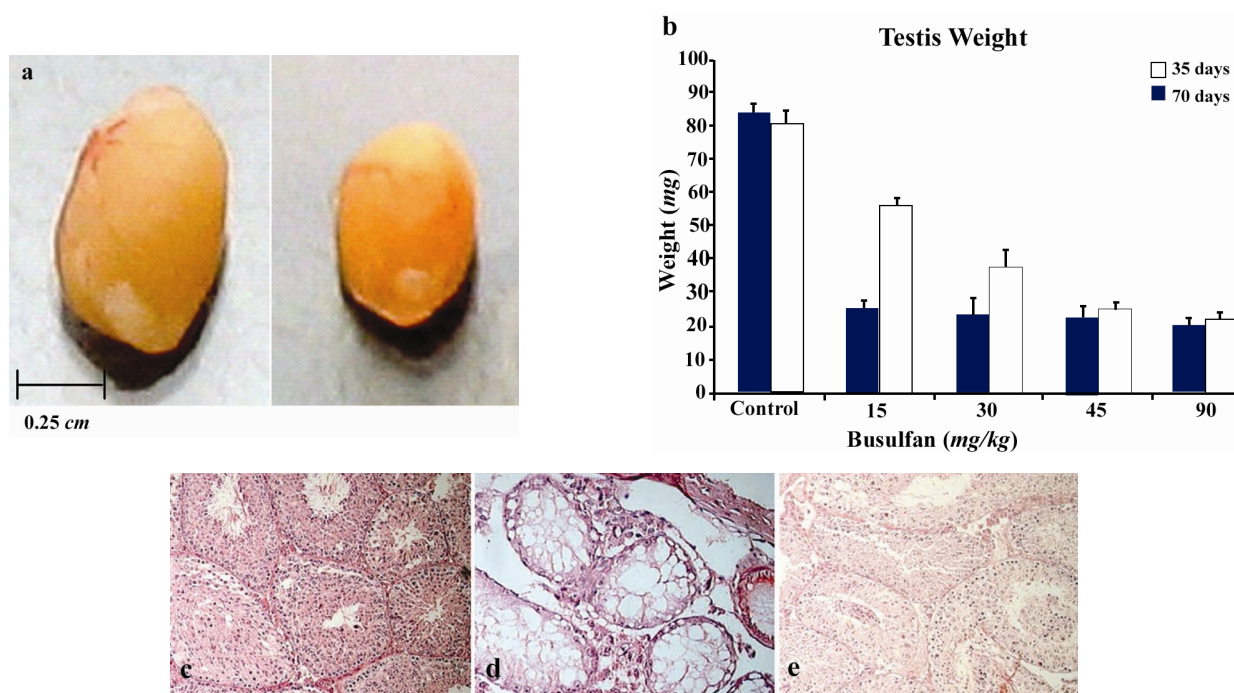 a
0.25 cm
b
Testis Weight
35 days
70 days
100
90
80
70
60
50
40
30
20
10
0
Weight (mg)
Control 15 30 45 90
Busulfan (mg/kg)
c
d
e